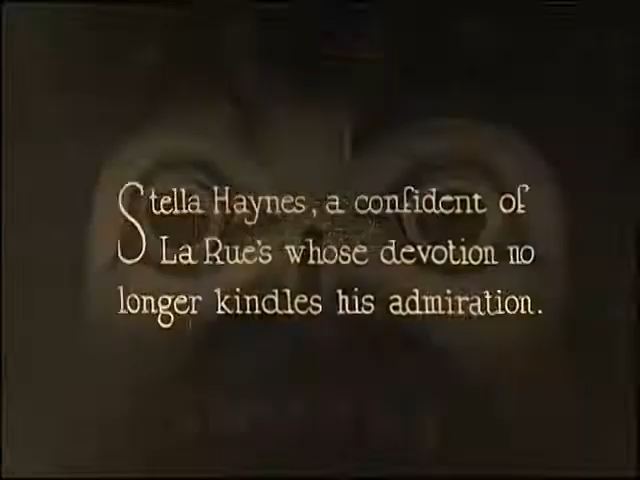 Stella Haynes, a confident of
La Rue's whose devotion no
longer kindles his admiration.